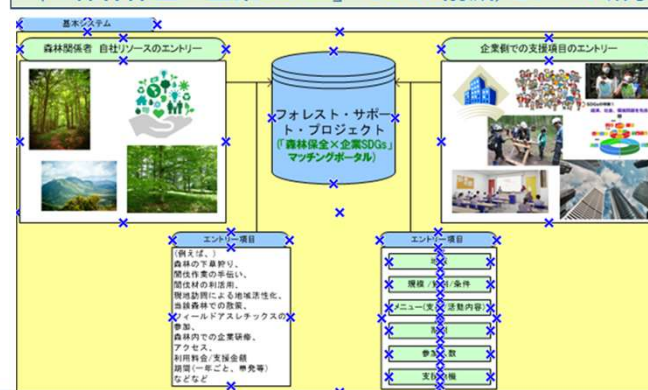 基本システム
森林関係者 自社リソースのエントリー
企業側での支援項目のエントリー
フォレスト・サポー
ト・プロジェクト
(「森林保全×企業SDGs」
マッチングポータル)
エントリー項目
(例えば、)
森林の下草狩り、
間伐作業の手伝い、
間伐材の利活用、
現地訪問による地域活性化、
当該森林での散策、
フィールドアスレチックスの
参加、
森林内での企業研修、
アクセス、
利用料金/支援金額
期間(一年ごと、単発等)
などなど
エントリー項目
規模
条件
メニュー(支
活動内容)
参加
人数